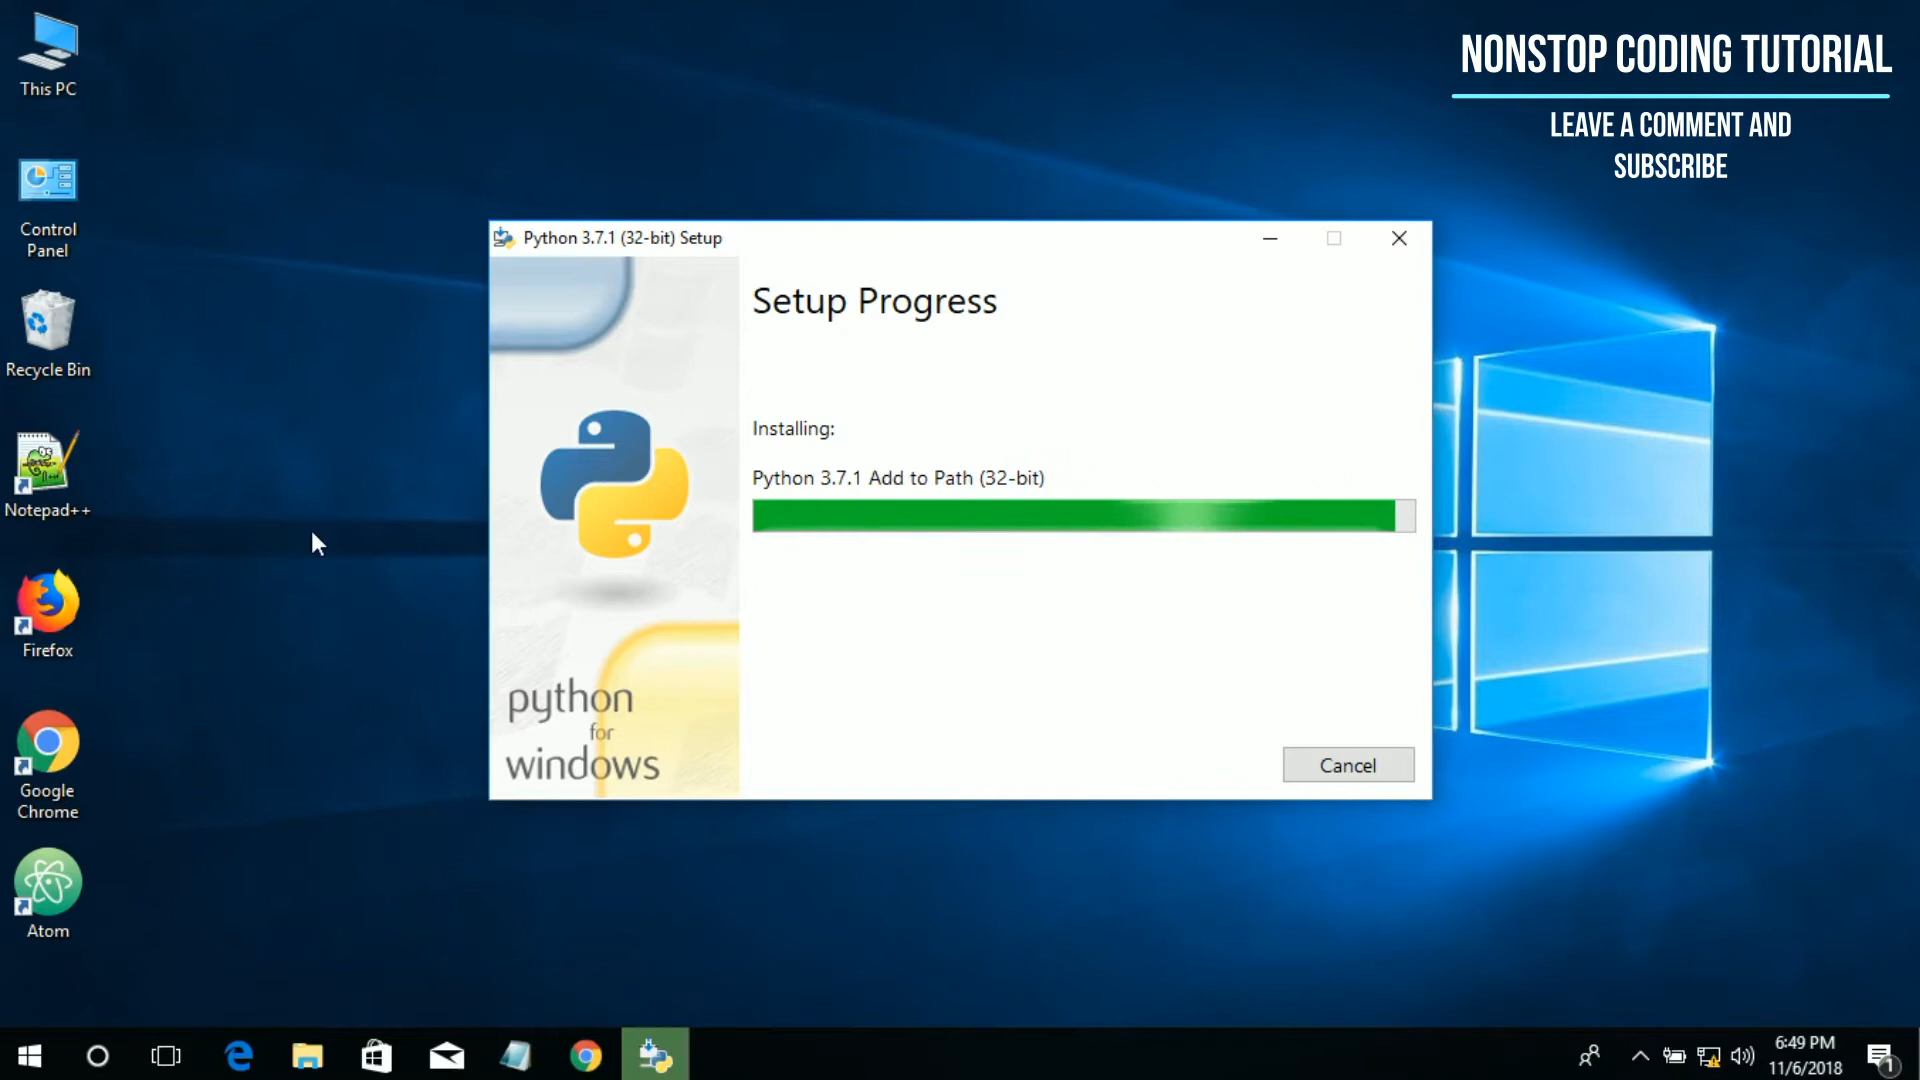 This PC
Control
Panel
Recycle Bin
Notepad++
Firefox
Google
Chrome
Atom
NONSTOP CODING TUTORIAL
LEAVE A COMMENT AND
SUBSCRIBE
Python 3.7.1 (32-bit) Setup
Setup Progress
Installing:
Python 3.7.1 Add to Path (32-bit)
python
for
windows
Cancel
6:49 PM
11/6/2018
1